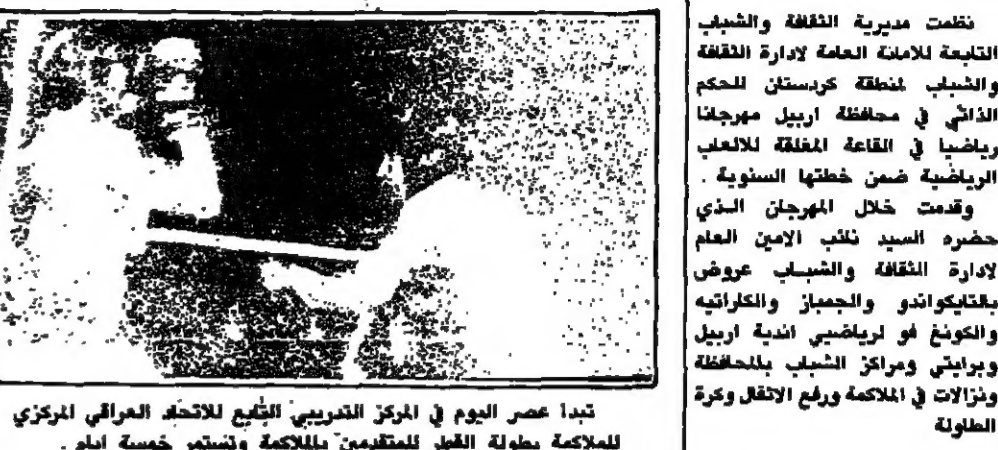 نظمت مديرية الثقافة والشباب
التابعة للامانة العامة لادارة الثقافة
والشباب لمنطقة كردستان للحكم
الذاتي في محافظة اربيل مهرجانا
رياضيا في القاعة المغلقة للالعاب
الرياضية ضمن خطتها السنوية .
وقدمت خلال المهرجان الذي
حضره السيد نائب الامين العام
لادارة الثقافة والشباب عروض
بالتايكواندو والجمباز والكاراتيه
والكونغ فو لرياضيي اندية اربيل
وبرايتي ومراكز الشباب بالمحافظة
ونزالات في الملاكمة ورفع الاثقال وكرة
الطاولة
تبدا عصر اليوم في المركز التدريبي التابع للاتحاد العراقي المركزي
للملاكمة بطولة القطر للمتقدمين بالملاكمة وتستمر خمسة ايام .